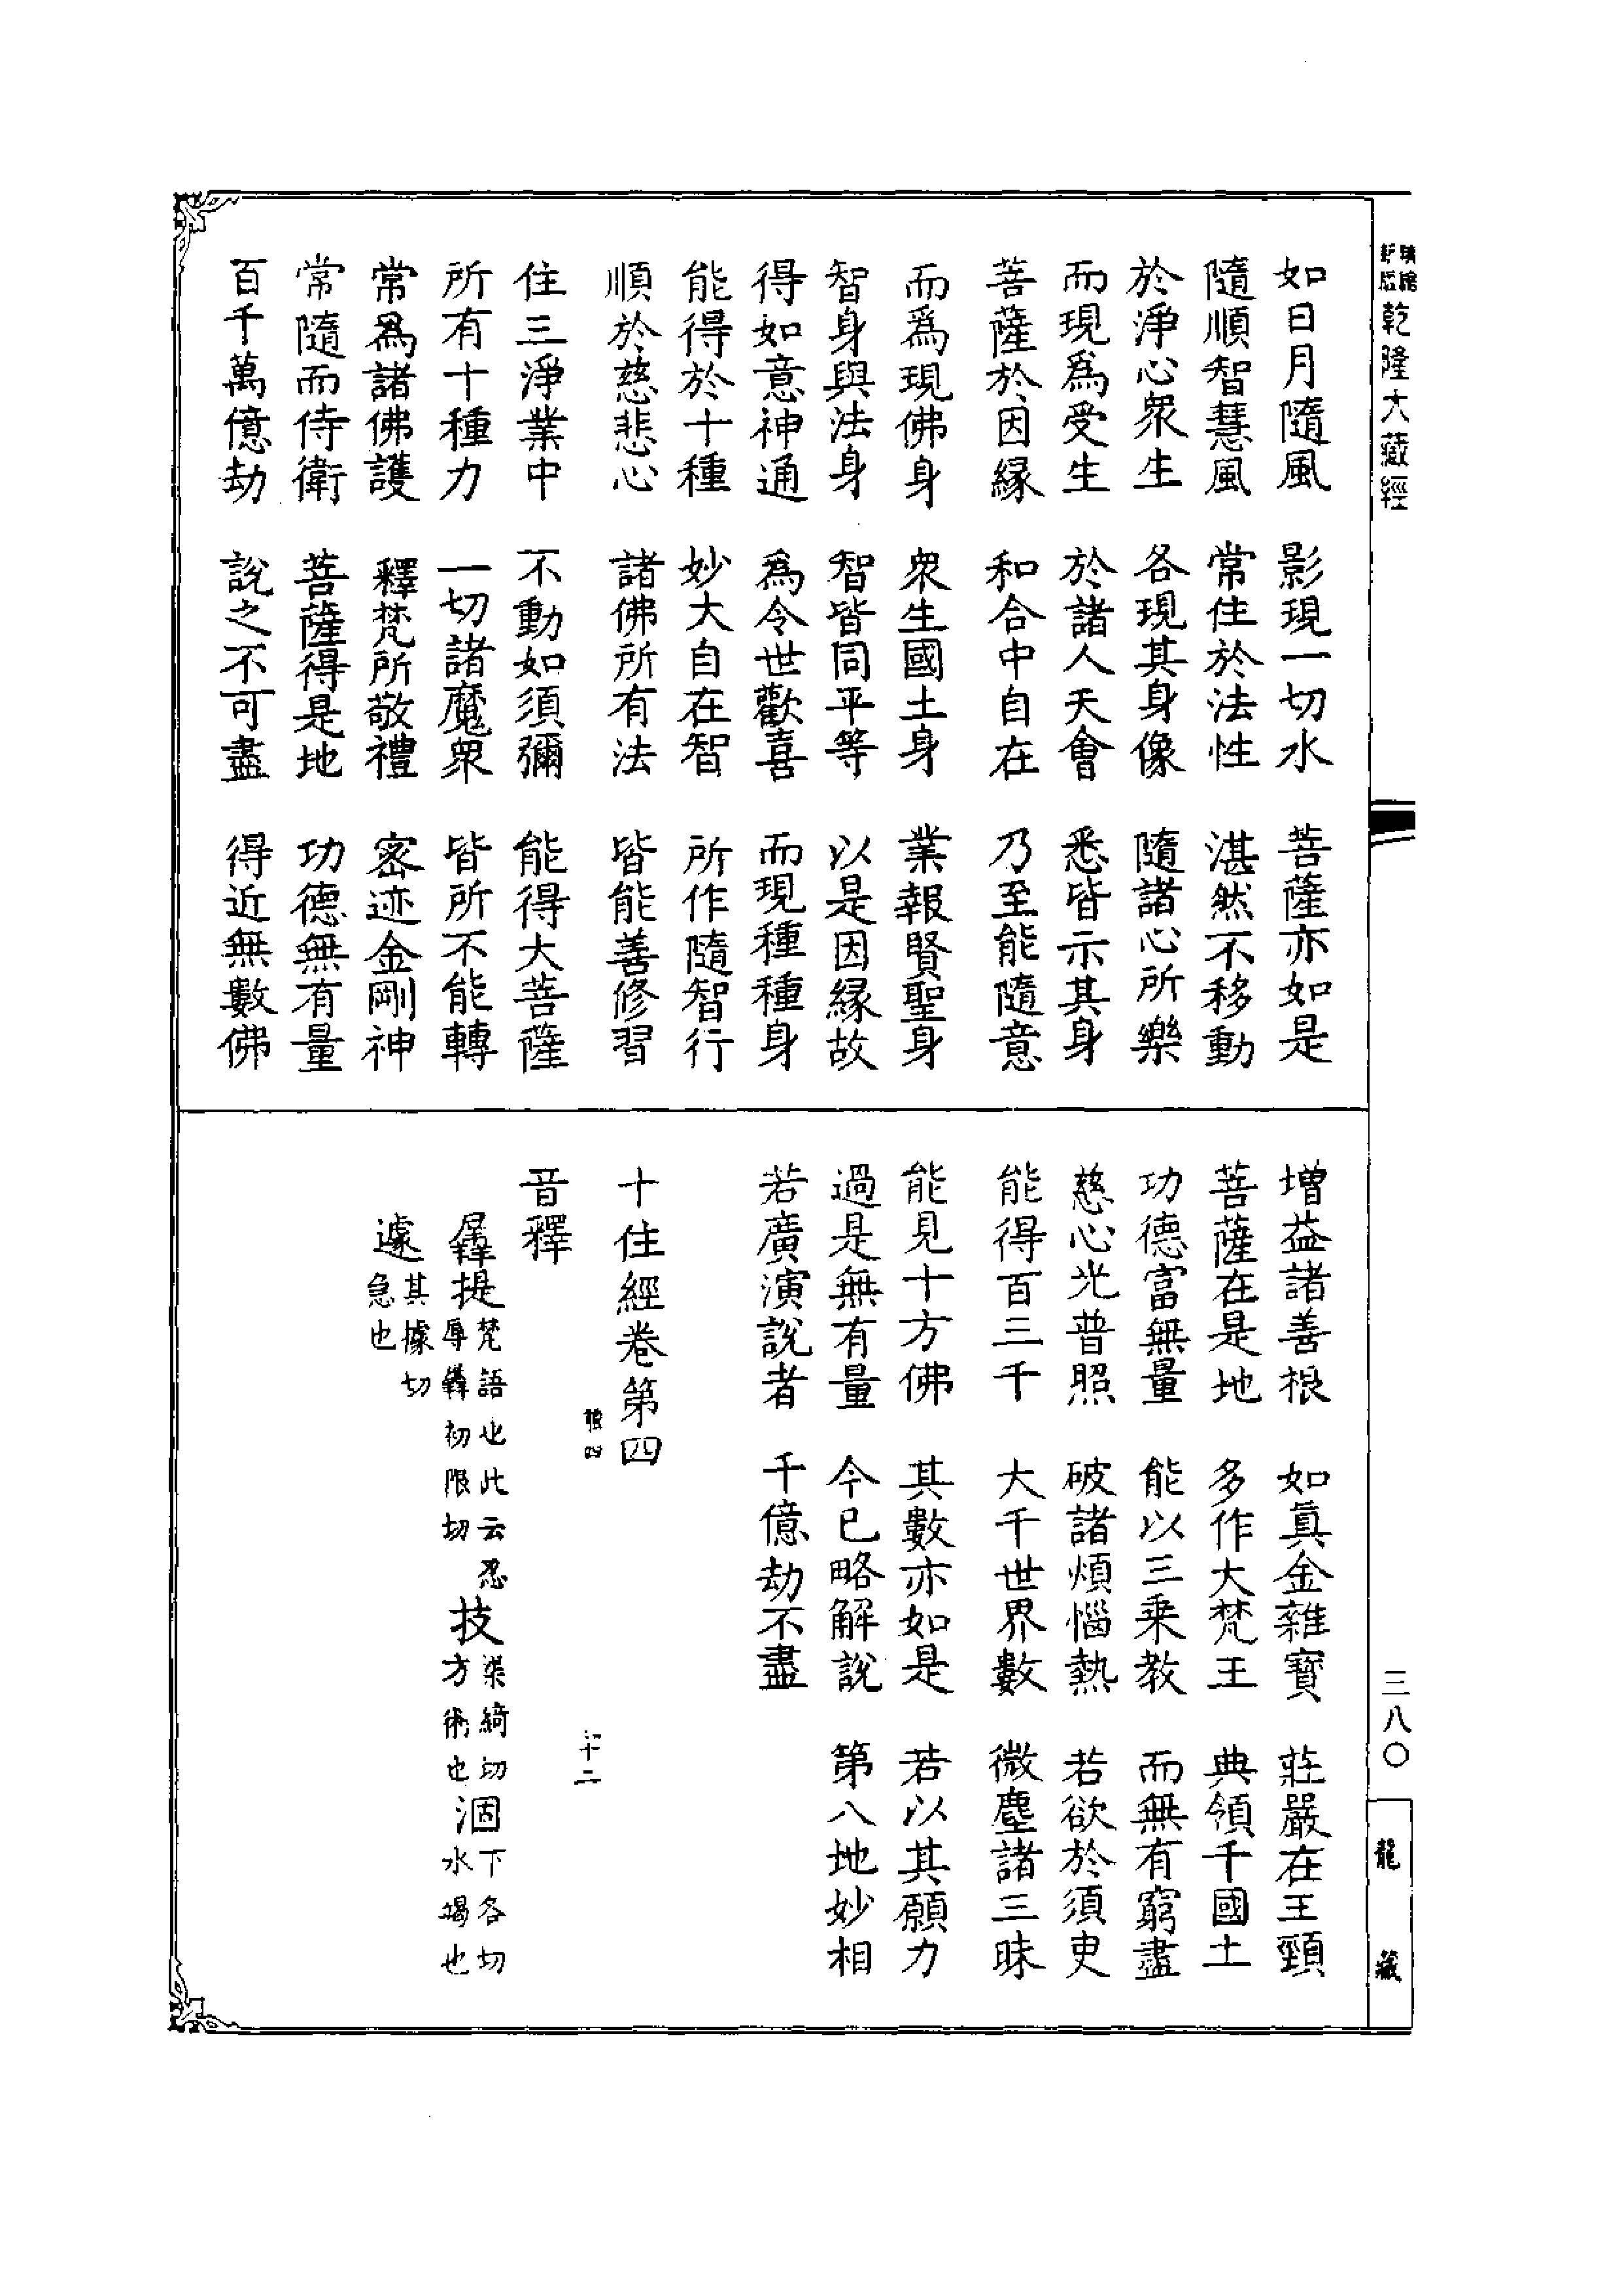 乾隆大藏經
如日月隨風　影現一切水　菩薩亦如是
隨順智慧風　常住於法性　湛然不移動
於淨心衆生　各現其身像　隨諸心所樂
而現爲受生　於諸人天會　悉皆示其身
菩薩於因緣　和合中自在　乃至能隨意
而爲現佛身　衆生國土身　業報賢聖身
智身與法身　智皆同平等　以是因緣故
得如意神通　爲令世歡喜　而現種種身
能得於十種　妙大自在智　所作隨智行
順於慈悲心　諸佛所有法　皆能善修習
住三淨業中　不動如須彌　能得大菩薩
所有十種力　一切諸魔衆　皆所不能轉
常爲諸佛護　釋梵所敬禮　密迹金剛神
常隨而侍衛　菩薩得是地　功德無有量
百千萬億劫　說之不可盡　得近無數佛
增益諸善根　如眞金雜寶　莊嚴在王頸
菩薩在是地　多作大梵王　典領千國土
功德富無量　能以三乘教　而無有窮盡
慈心光普照　破諸煩惱熱　若欲於須臾
能得百三千　大千世界數　微塵諸三昧
能見十方佛　其數亦如是　若以其願力
過是無有量　今已略解說　第八地妙相
若廣演說者　千億劫不盡
十住經卷第四
四　十二
音釋
羼提梵語也此云忍辱羼初限切　技渠綺切方術也　涸下各切水竭也
遽其據切急也
三八〇
龍藏